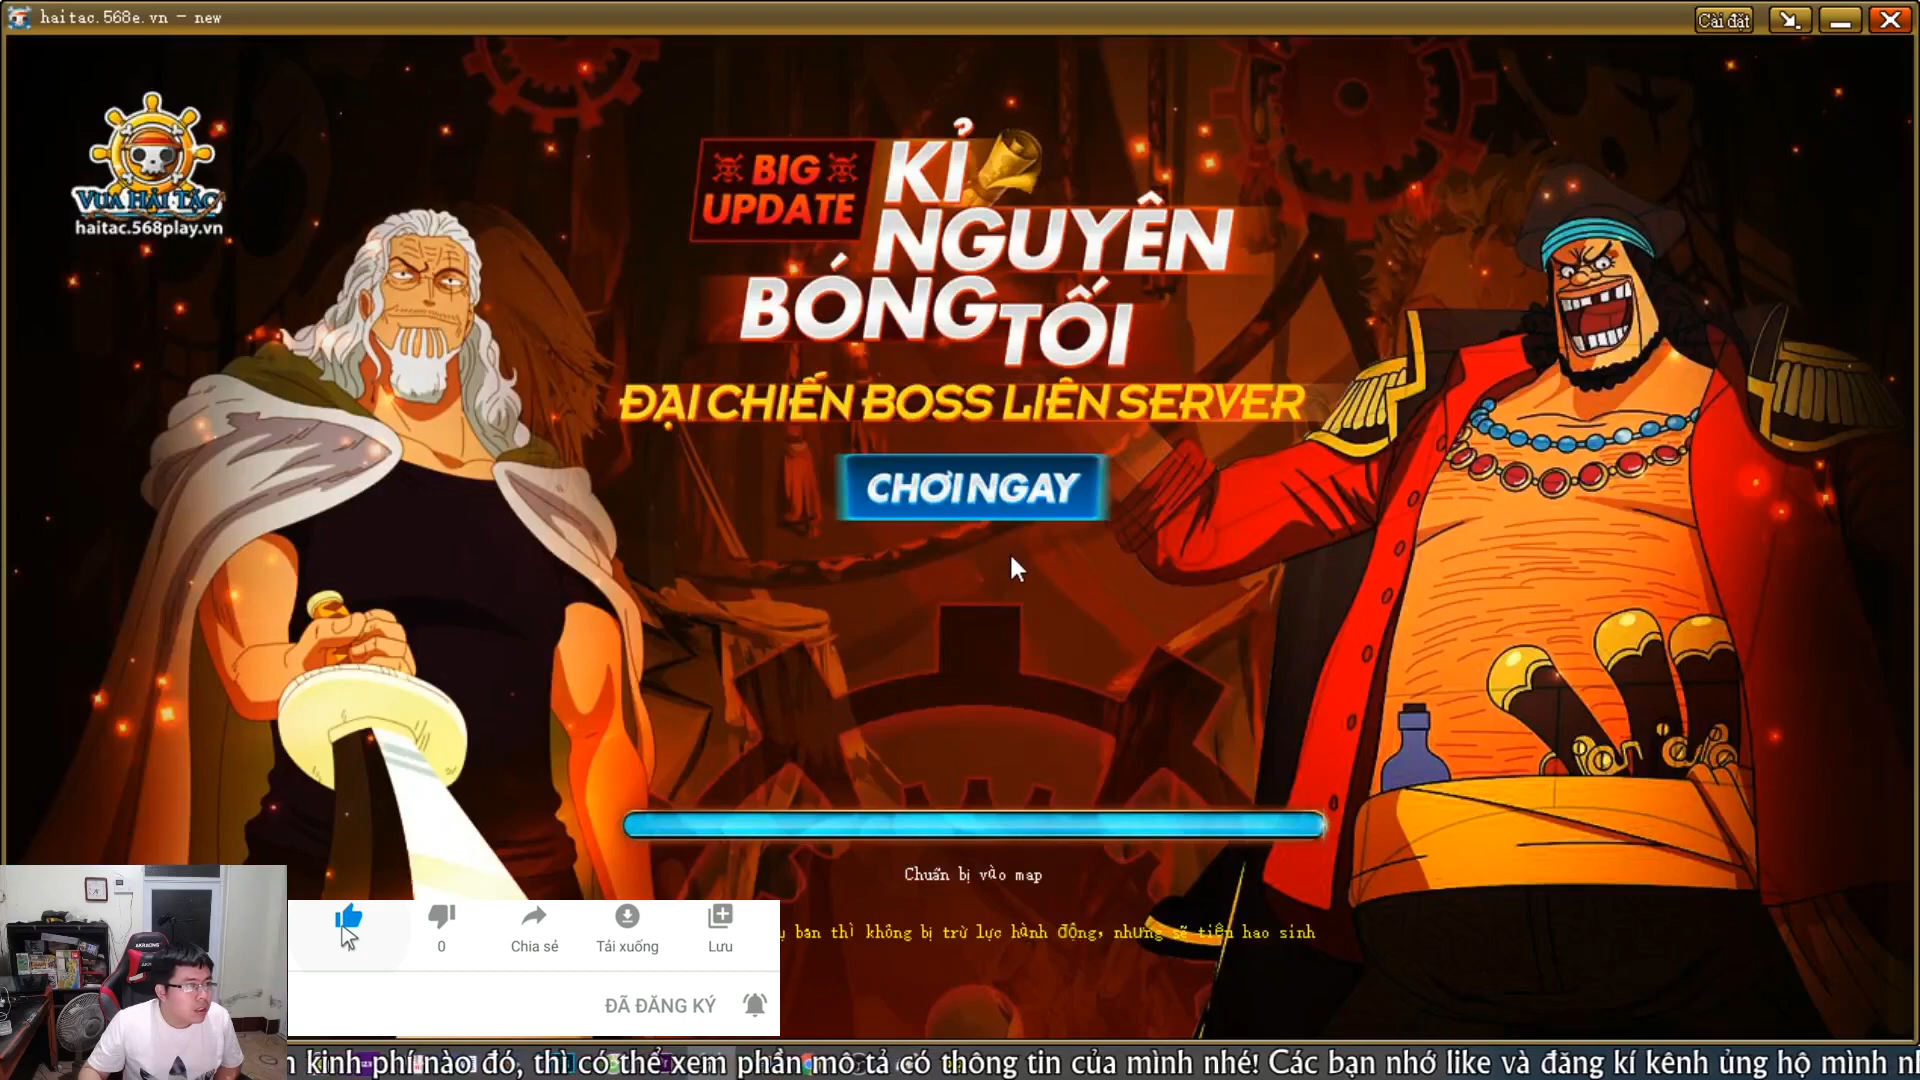 haitac.568e.vn - new
Cài đặt
VUA HẢI TẶC
haitac.568play.vn
BIG
UPDATE
KỈ
NGUYÊN
BÓNG TỐI
ĐẠI CHIẾN BOSS LIÊN SERVER
CHƠI NGAY
Chuẩn bị vào map
bản thì không bị trừ lực hành động, nhưng sẽ tiêu hao sinh
0
Chia sẻ
Tải xuống
Lưu
ĐÃ ĐĂNG KÝ
AKRACING
kinh phí nào đó, thì có thể xem phần mô tả có thông tin của mình nhé! Các bạn nhớ like và đăng kí kênh ủng hộ mình